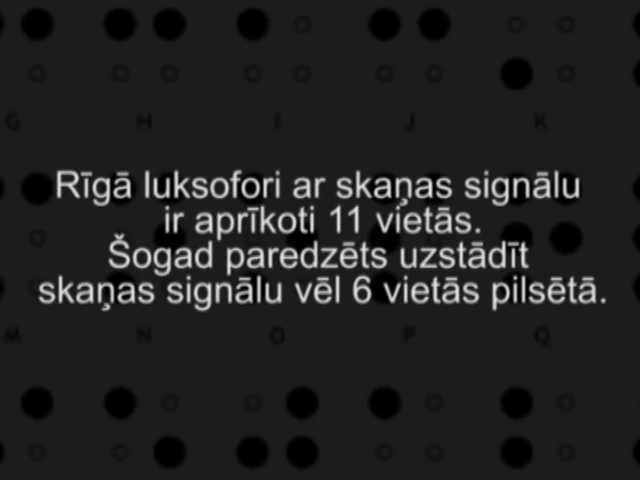 G H I J K
Rīgā luksofori ar skaņas signālu
ir aprīkoti 11 vietās.
Šogad paredzēts uzstādīt
skaņas signālu vēl 6 vietās pilsētā.
M N O P Q